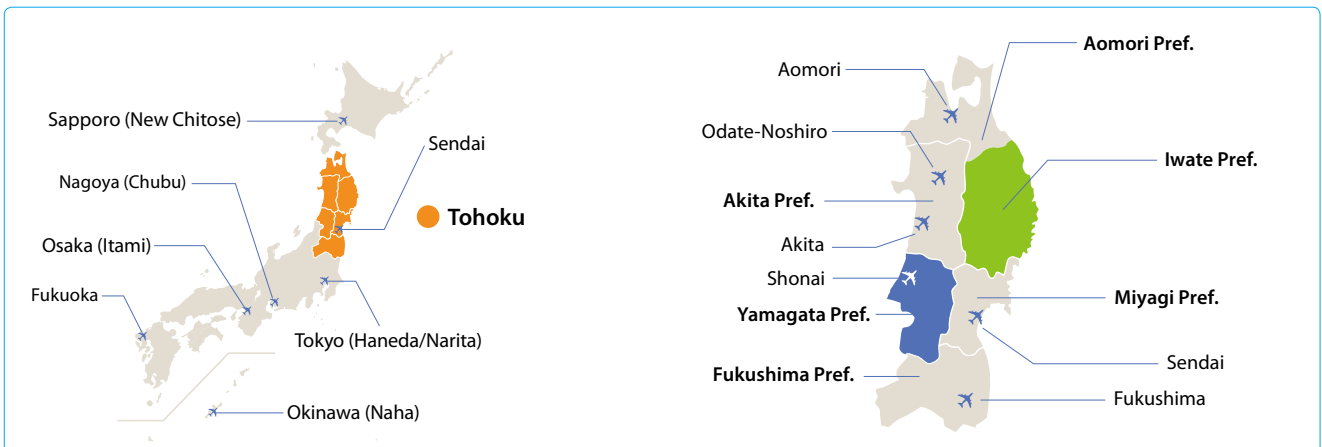 Sapporo (New Chitose)
Sendai
Nagoya (Chubu)
Tohoku
Osaka (Itami)
Fukuoka
Tokyo (Haneda/Narita)
Okinawa (Naha)
Aomori Pref.
Aomori
Odate-Noshiro
Iwate Pref.
Akita Pref.
Akita
Shonai
Miyagi Pref.
Yamagata Pref.
Sendai
Fukushima Pref.
Fukushima